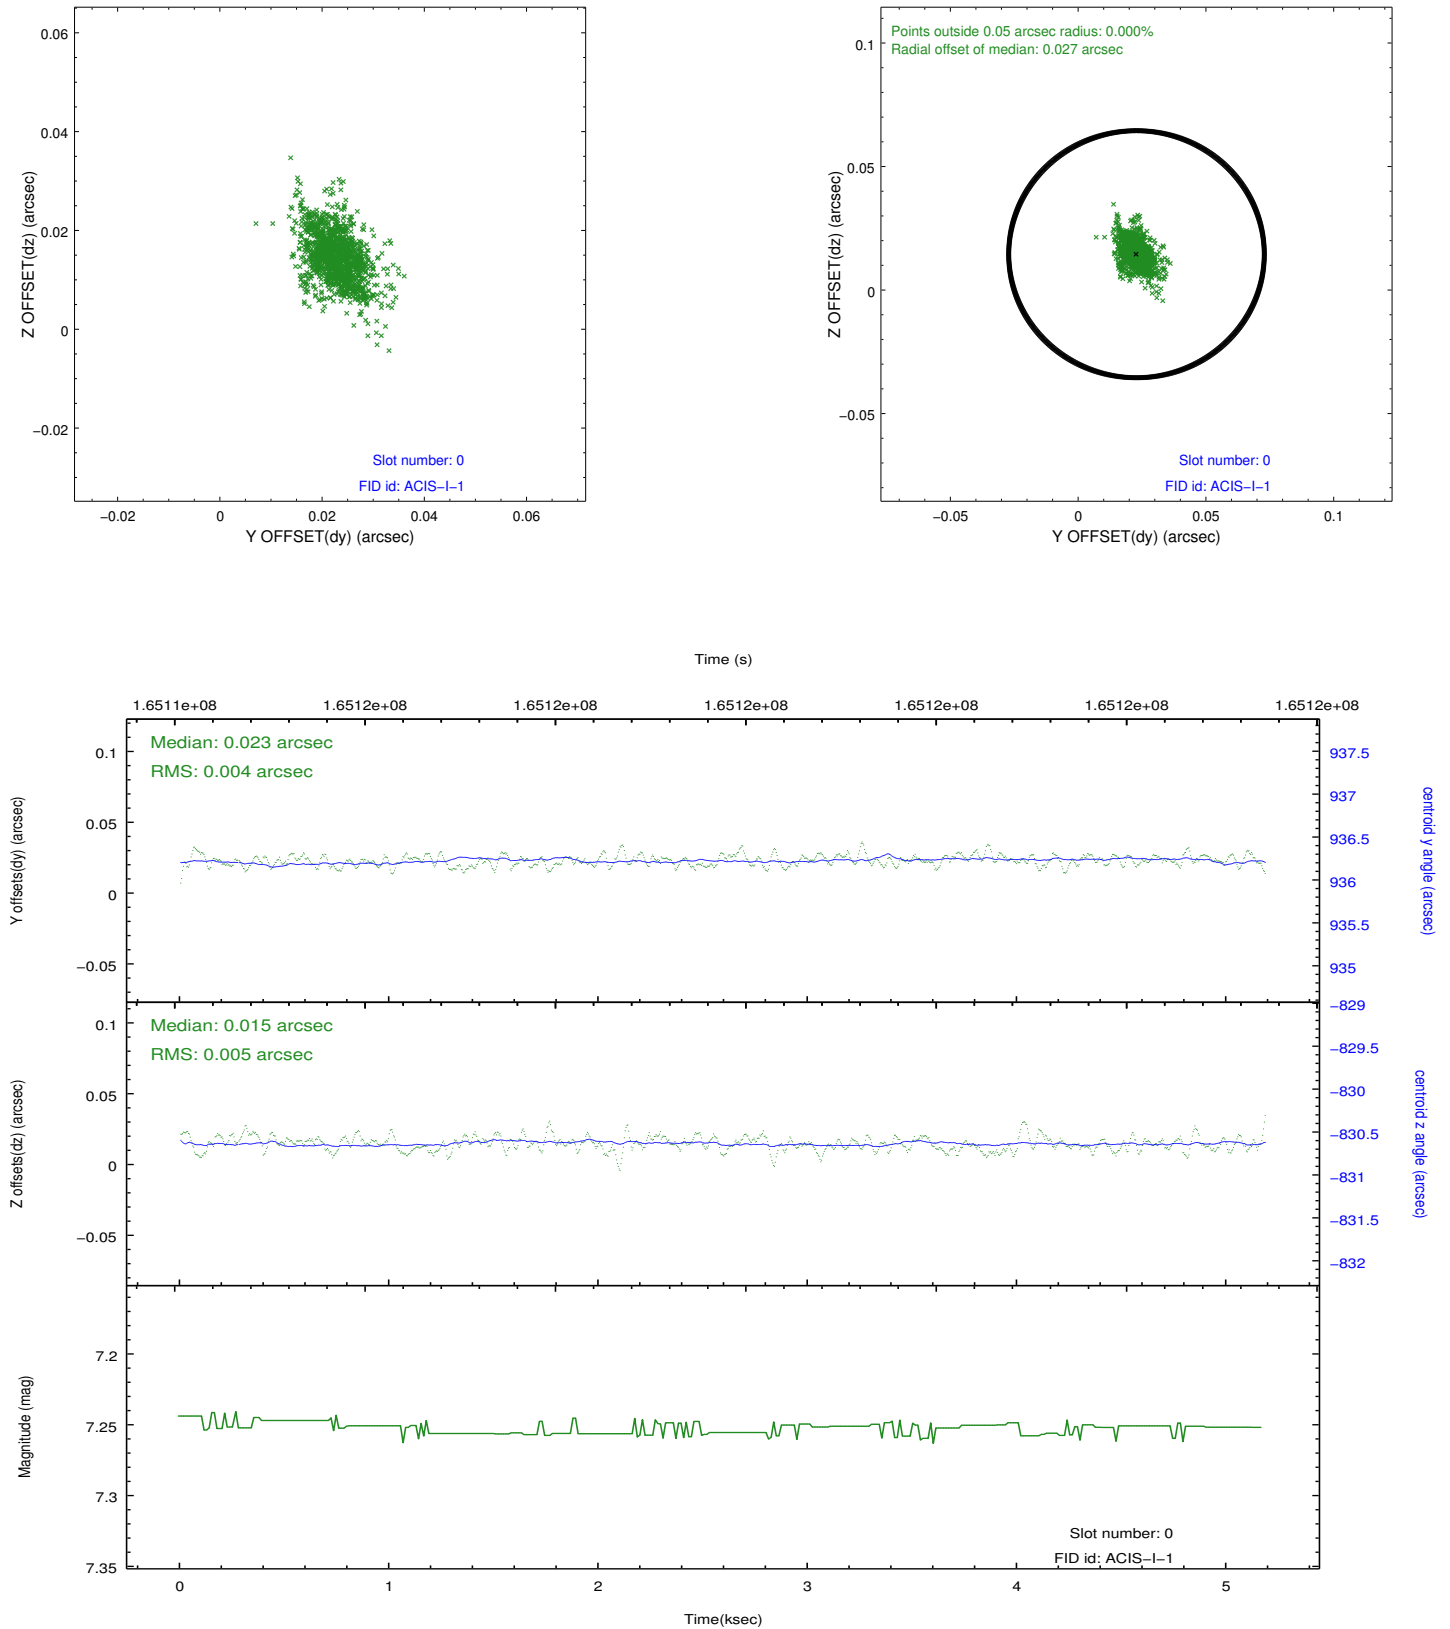 0.06
0.04
0.02
0
−0.02
Z OFFSET(dz) (arcsec)
Slot number: 0
FID id: ACIS−I−1
−0.02 0 0.02 0.04 0.06
Y OFFSET(dy) (arcsec)
Points outside 0.05 arcsec radius: 0.000%
Radial offset of median: 0.027 arcsec
0.1
0.05
0
−0.05
Z OFFSET(dz) (arcsec)
Slot number: 0
FID id: ACIS−I−1
−0.05 0 0.05 0.1
Y OFFSET(dy) (arcsec)
Time (s)
1.6511e+08 1.6512e+08 1.6512e+08 1.6512e+08 1.6512e+08 1.6512e+08 1.6512e+08
Median: 0.023 arcsec
RMS: 0.004 arcsec
0.1
0.05
0
−0.05
Y offsets(dy) (arcsec)
937.5
937
936.5
936
935.5
935
centroid y angle (arcsec)
Median: 0.015 arcsec
RMS: 0.005 arcsec
0.1
0.05
0
−0.05
Z offsets(dz) (arcsec)
−829
−829.5
−830
−830.5
−831
−831.5
−832
centroid z angle (arcsec)
7.2
7.25
7.3
7.35
Magnitude (mag)
Slot number: 0
FID id: ACIS−I−1
0 1 2 3 4 5
Time(ksec)